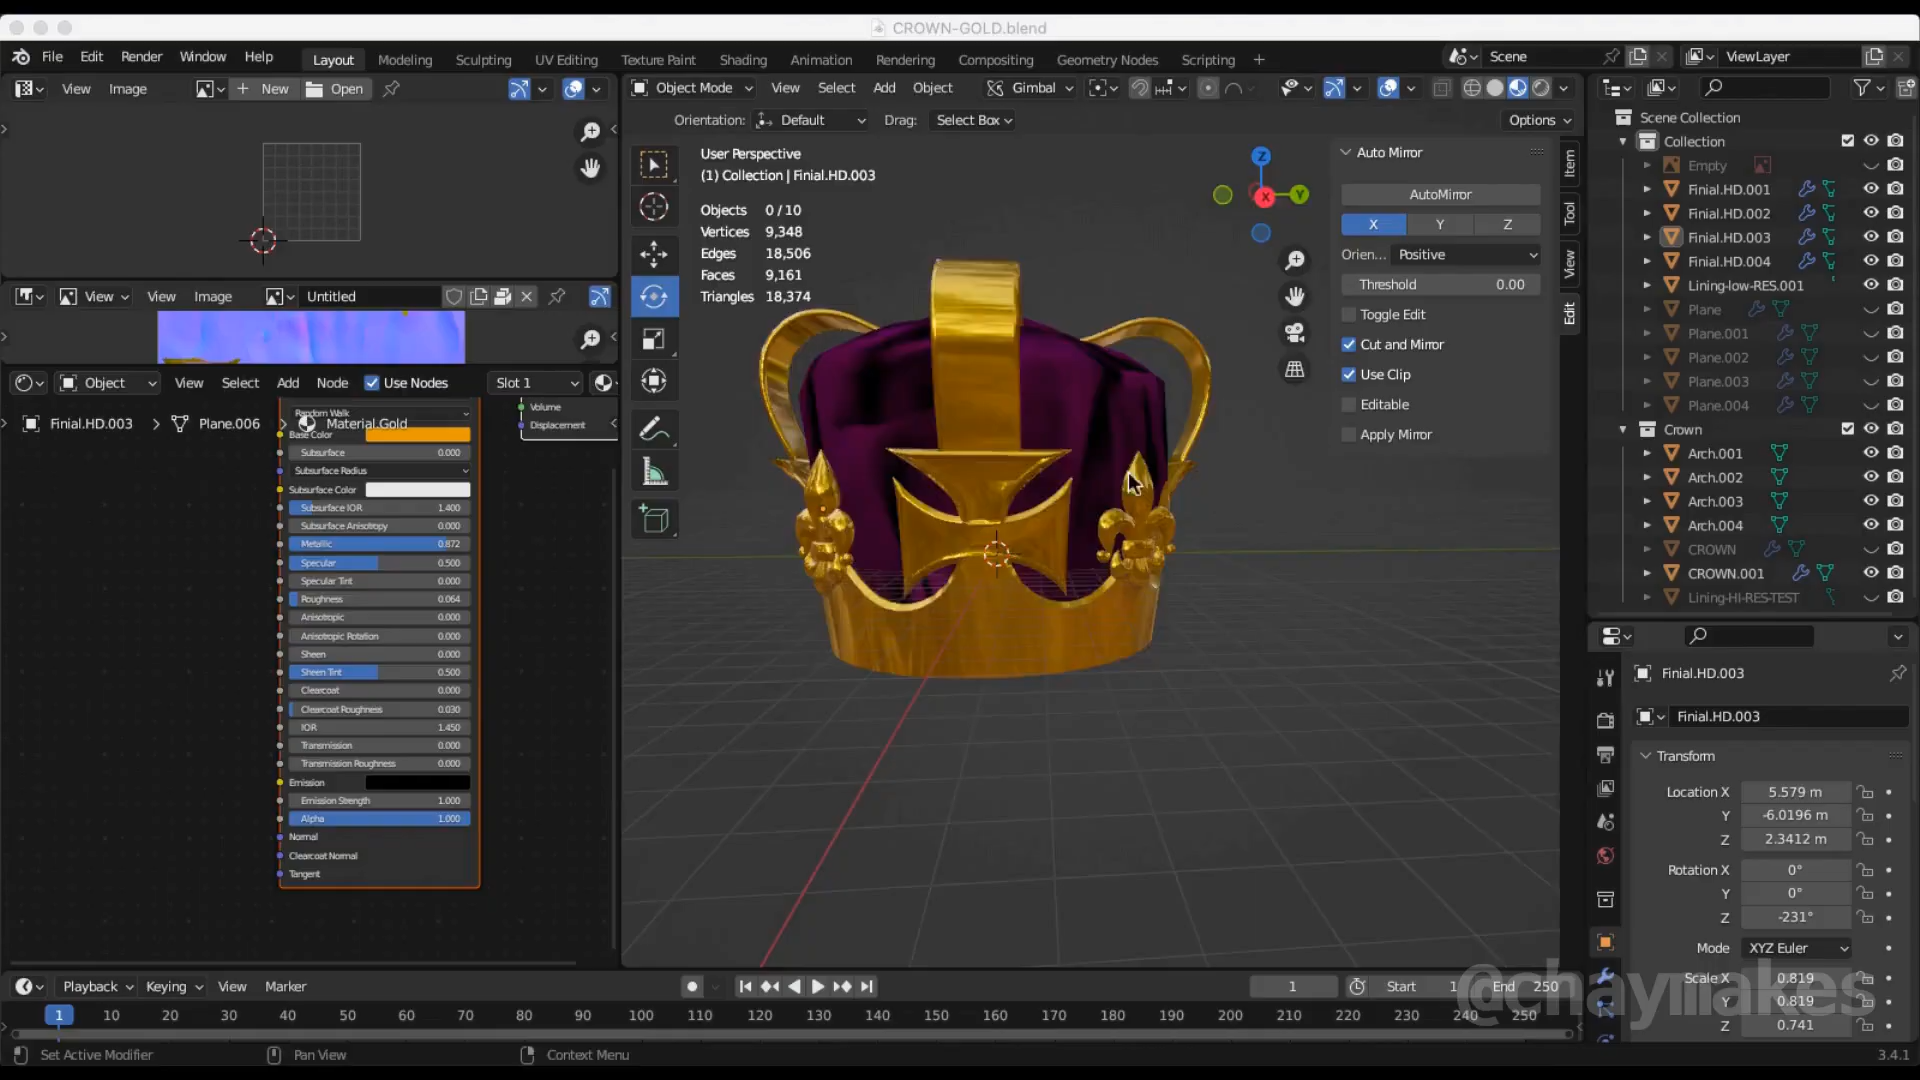 CROWN-GOLD.blend
File Edit Render Window Help Layout Modeling Sculpting UV Editing Texture Paint Shading Animation Rendering Compositing Geometry Nodes Scripting + Scene ViewLayer
View Image + New Open
Object Mode View Select Add Object Gimbal
Orientation: Default Drag: Select Box Options
User Perspective
(1) Collection | Finial.HD.003
Objects 0 / 10
Vertices 9,348
Edges 18,506
Faces 9,161
Triangles 18,374
Z
X
Y
Auto Mirror
AutoMirror
X Y Z
Orien... Positive
Threshold 0.00
Toggle Edit
Cut and Mirror
Use Clip
Editable
Apply Mirror
Item
Tool
View
Edit
Scene Collection
Collection
Empty
Finial.HD.001
Finial.HD.002
Finial.HD.003
Finial.HD.004
Lining-low-RES.001
Plane
Plane.001
Plane.002
Plane.003
Plane.004
Crown
Arch.001
Arch.002
Arch.003
Arch.004
CROWN
CROWN.001
Lining-HI-RES-TEST
View View Image Untitled
Object View Select Add Node Use Nodes Slot 1
Finial.HD.003 > Plane.006 > Material.Gold
Random Walk
Base Color
Subsurface 0.000
Subsurface Radius
Subsurface Color
Subsurface IOR 1.400
Subsurface Anisotropy 0.000
Metallic 0.872
Specular 0.500
Specular Tint 0.000
Roughness 0.064
Anisotropic 0.000
Anisotropic Rotation 0.000
Sheen 0.000
Sheen Tint 0.500
Clearcoat 0.000
Clearcoat Roughness 0.030
IOR 1.450
Transmission 0.000
Transmission Roughness 0.000
Emission
Emission Strength 1.000
Alpha 1.000
Normal
Clearcoat Normal
Tangent
Volume
Displacement
Finial.HD.003
Finial.HD.003
Transform
Location X 5.579 m
Y -6.0196 m
Z 2.3412 m
Rotation X 0°
Y 0°
Z -231°
Mode XYZ Euler
Scale X 0.819
Y 0.819
Z 0.741
@chaymakes
Playback Keying View Marker 1 Start 1 End 250
1 10 20 30 40 50 60 70 80 90 100 110 120 130 140 150 160 170 180 190 200 210 220 230 240 250
Set Active Modifier Pan View Context Menu 3.4.1